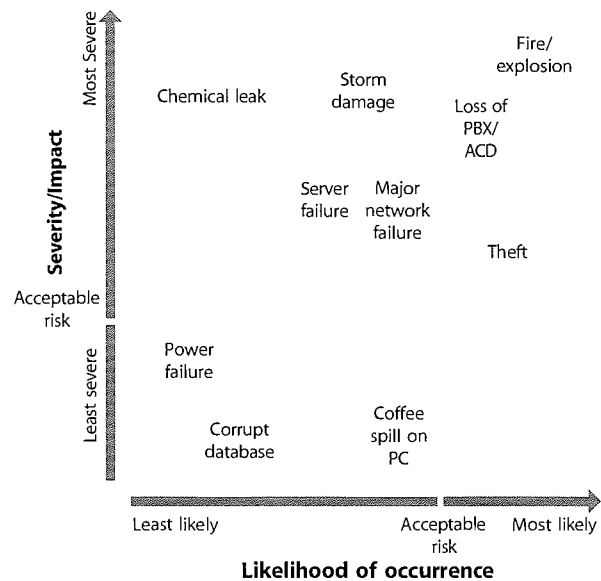 Most Severe
Severity/Impact
Acceptable
risk
Least severe
Fire/
explosion
Chemical leak
Storm
damage
Loss of
PBX/
ACD
Server
failure
Major
network
failure
Theft
Power
failure
Corrupt
database
Coffee
spill on
PC
Least likely
Acceptable
risk
Most likely
Likelihood of occurrence